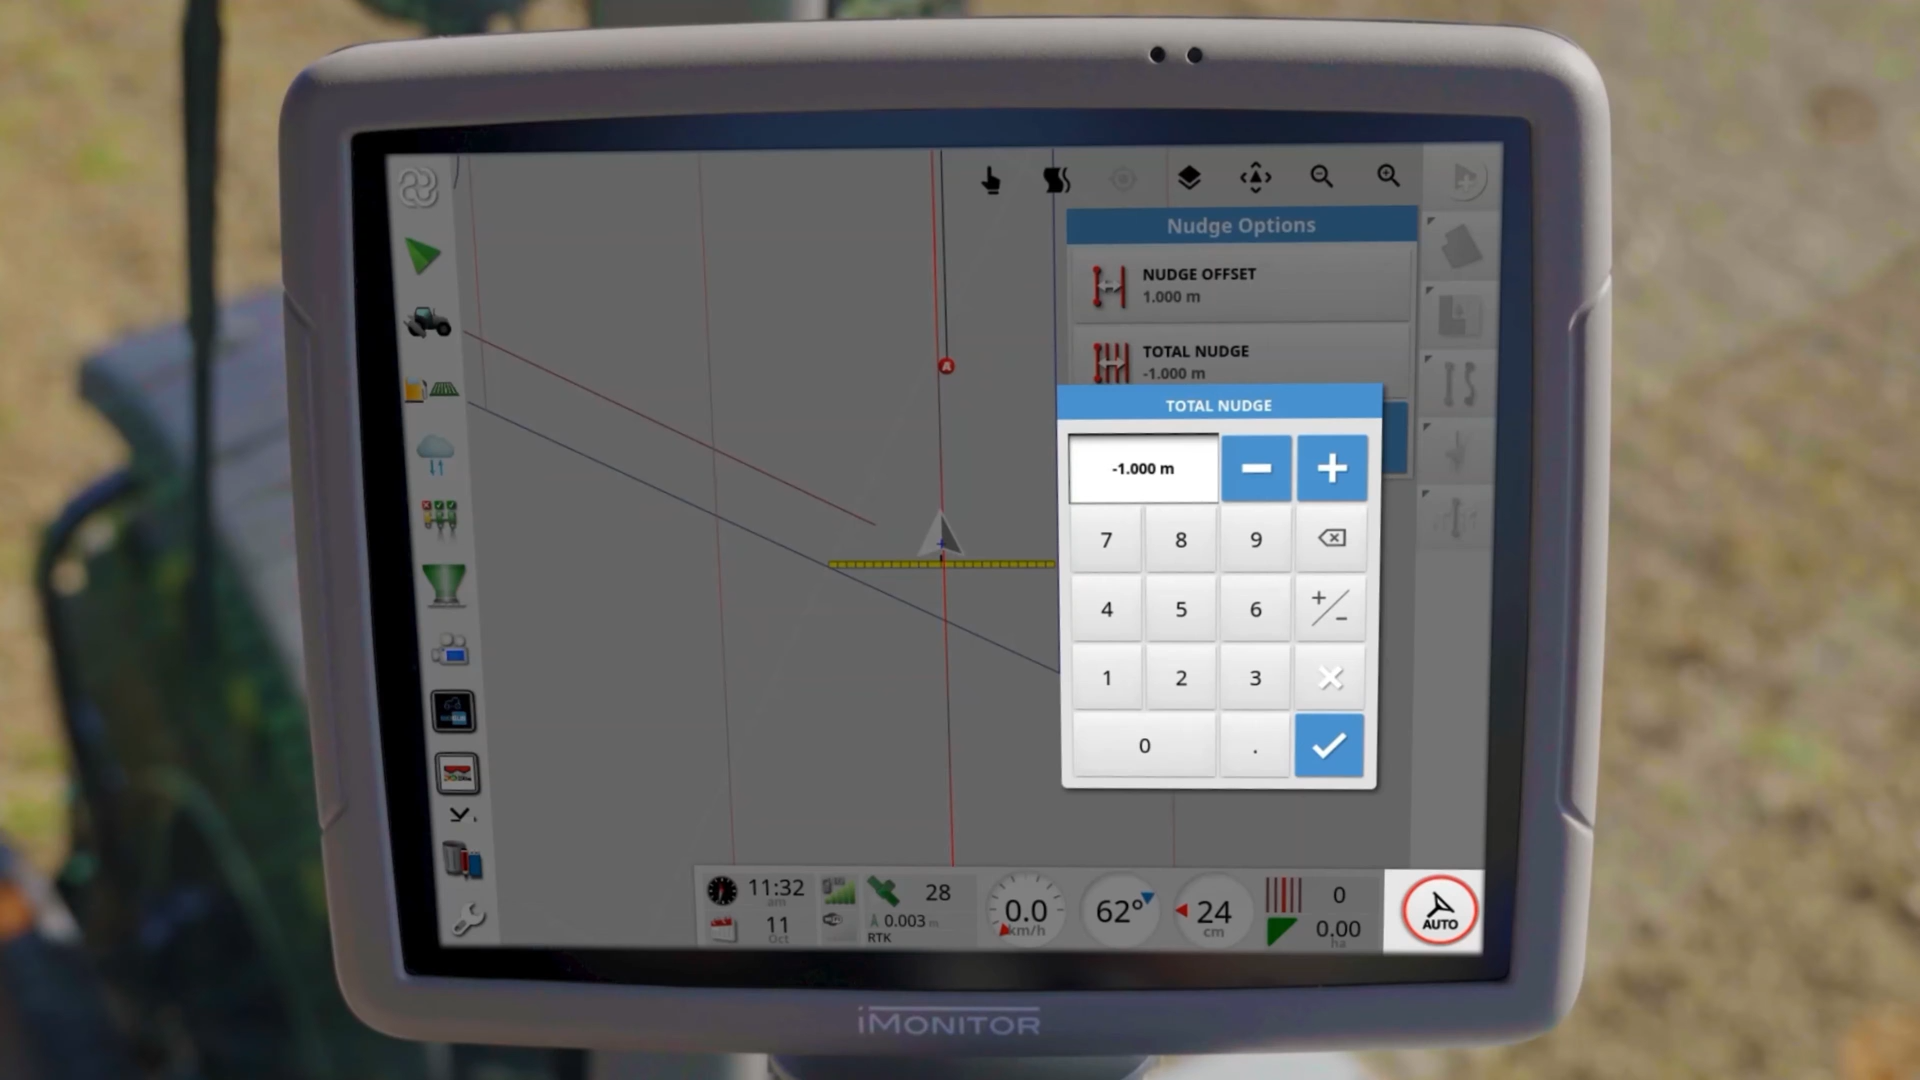 Nudge Options
NUDGE OFFSET
1.000 m
TOTAL NUDGE
-1.000 m
A
TOTAL NUDGE
-1.000 m
7 8 9
4 5 6 +/-
1 2 3
0 .
11:32
am
11
Oct
28
0.003 m
RTK
0.0
km/h
62°
24
cm
0
0.00
ha
AUTO
iMONITOR